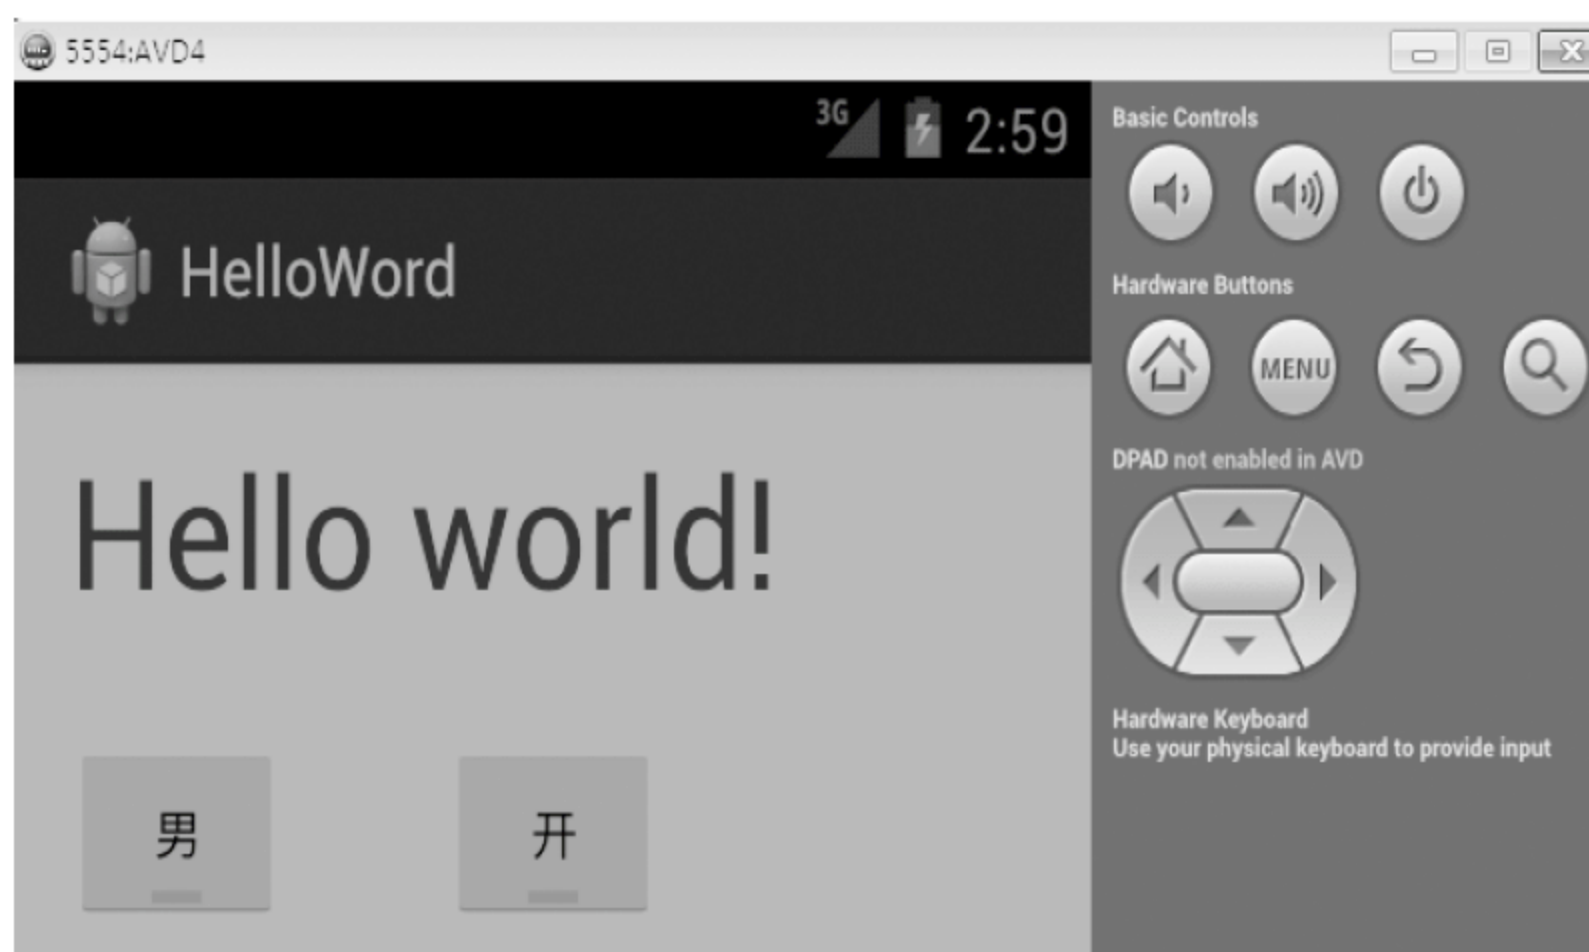 5554:AVD4
3G 2:59
HelloWord
Hello world!
男 开
Basic Controls
Hardware Buttons
MENU
DPAD not enabled in AVD
Hardware Keyboard
Use your physical keyboard to provide input